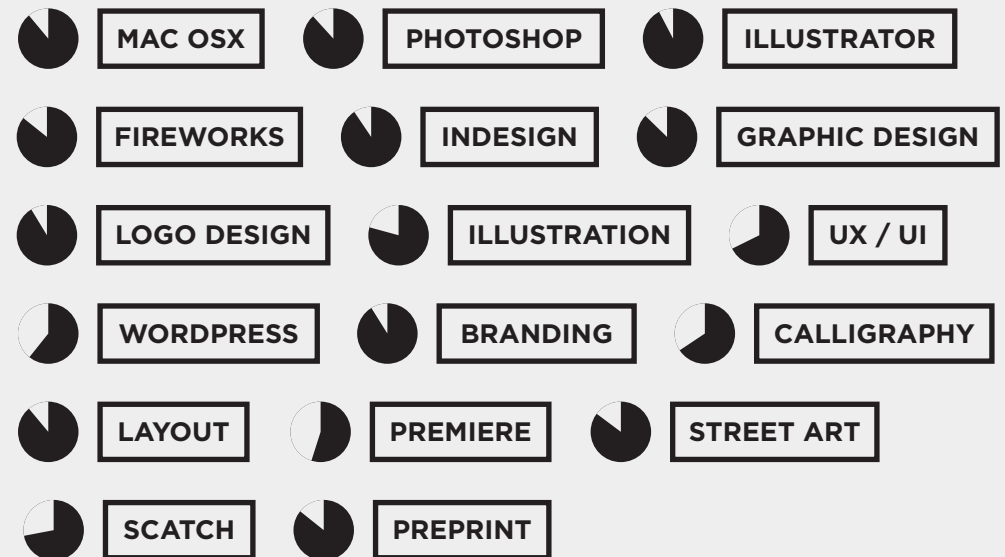 MAC OSX PHOTOSHOP ILLUSTRATOR
FIREWORKS INDESIGN GRAPHIC DESIGN
LOGO DESIGN ILLUSTRATION UX / UI
WORDPRESS BRANDING CALLIGRAPHY
LAYOUT PREMIERE STREET ART
SCATCH PREPRINT